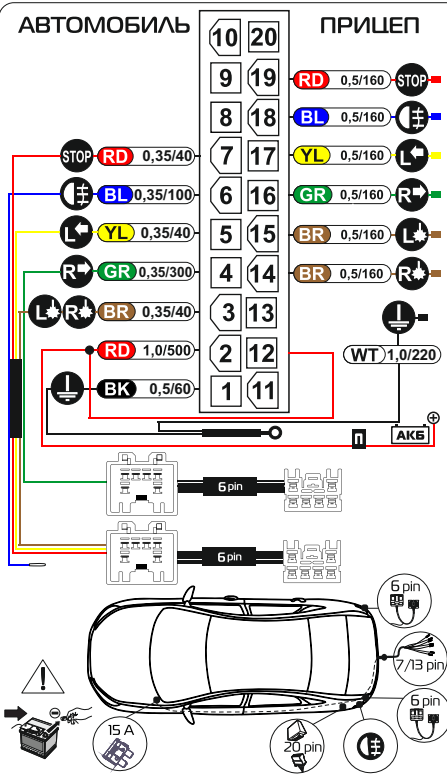 АВТОМОБИЛЬ ПРИЦЕП
10 20
9 19 RD 0,5/160 STOP
8 18 BL 0,5/160
STOP RD 0,35/40 7 17 YL 0,5/160 L
BL 0,35/100 6 16 GR 0,5/160 R
L YL 0,35/40 5 15 BR 0,5/160 L
R GR 0,35/300 4 14 BR 0,5/160 R
L R BR 0,35/40 3 13
RD 1,0/500 2 12 WT 1,0/220
BK 0,5/60 1 11
П АКБ
6 pin
6 pin
6 pin
7/13 pin
6 pin
15 A
20 pin